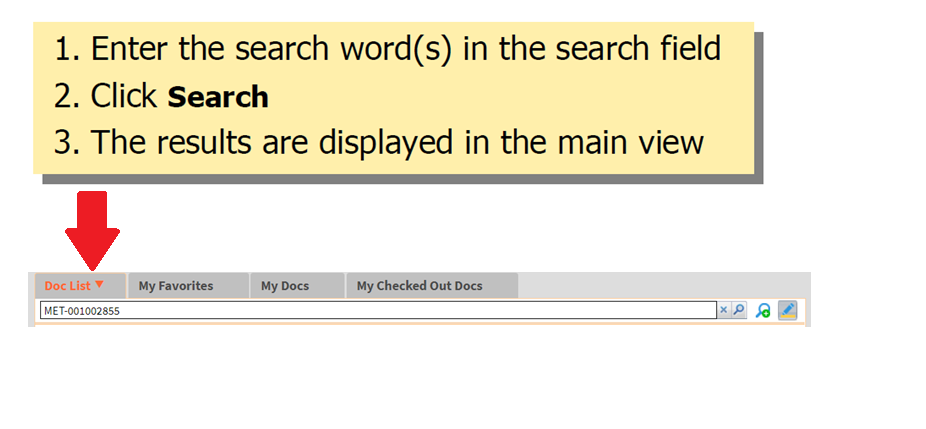 1. Enter the search word(s) in the search field
2. Click Search
3. The results are displayed in the main view
Doc List ▼ My Favorites My Docs My Checked Out Docs
MET-001002855